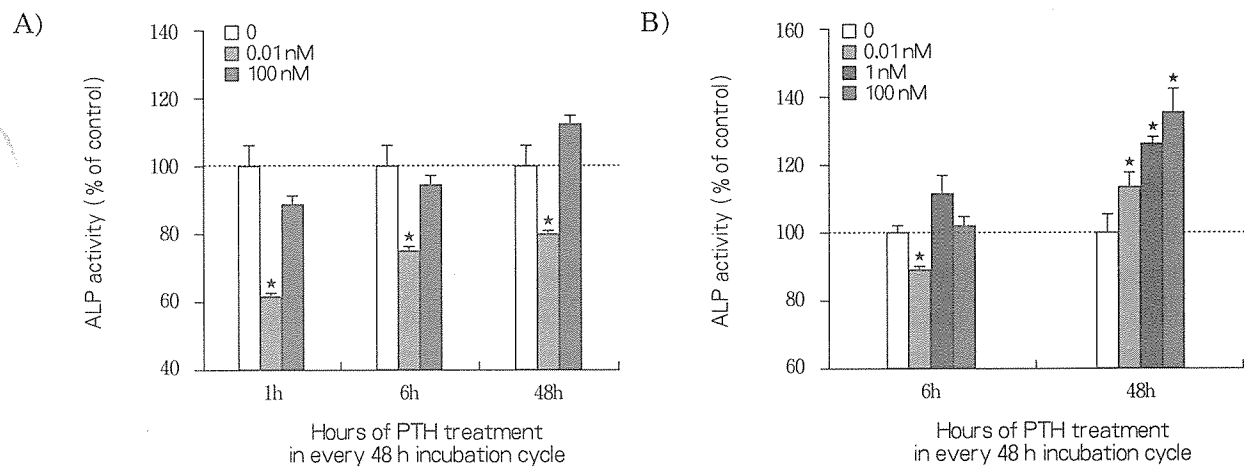 A)
140
120
100
80
60
40
ALP activity (% of control)
0
0.01 nM
100 nM
*
*
*
1h
6h
48h
Hours of PTH treatment
in every 48 h incubation cycle
B)
160
140
120
100
80
60
ALP activity (% of control)
0
0.01 nM
1 nM
100 nM
*
*
*
*
6h
48h
Hours of PTH treatment
in every 48 h incubation cycle